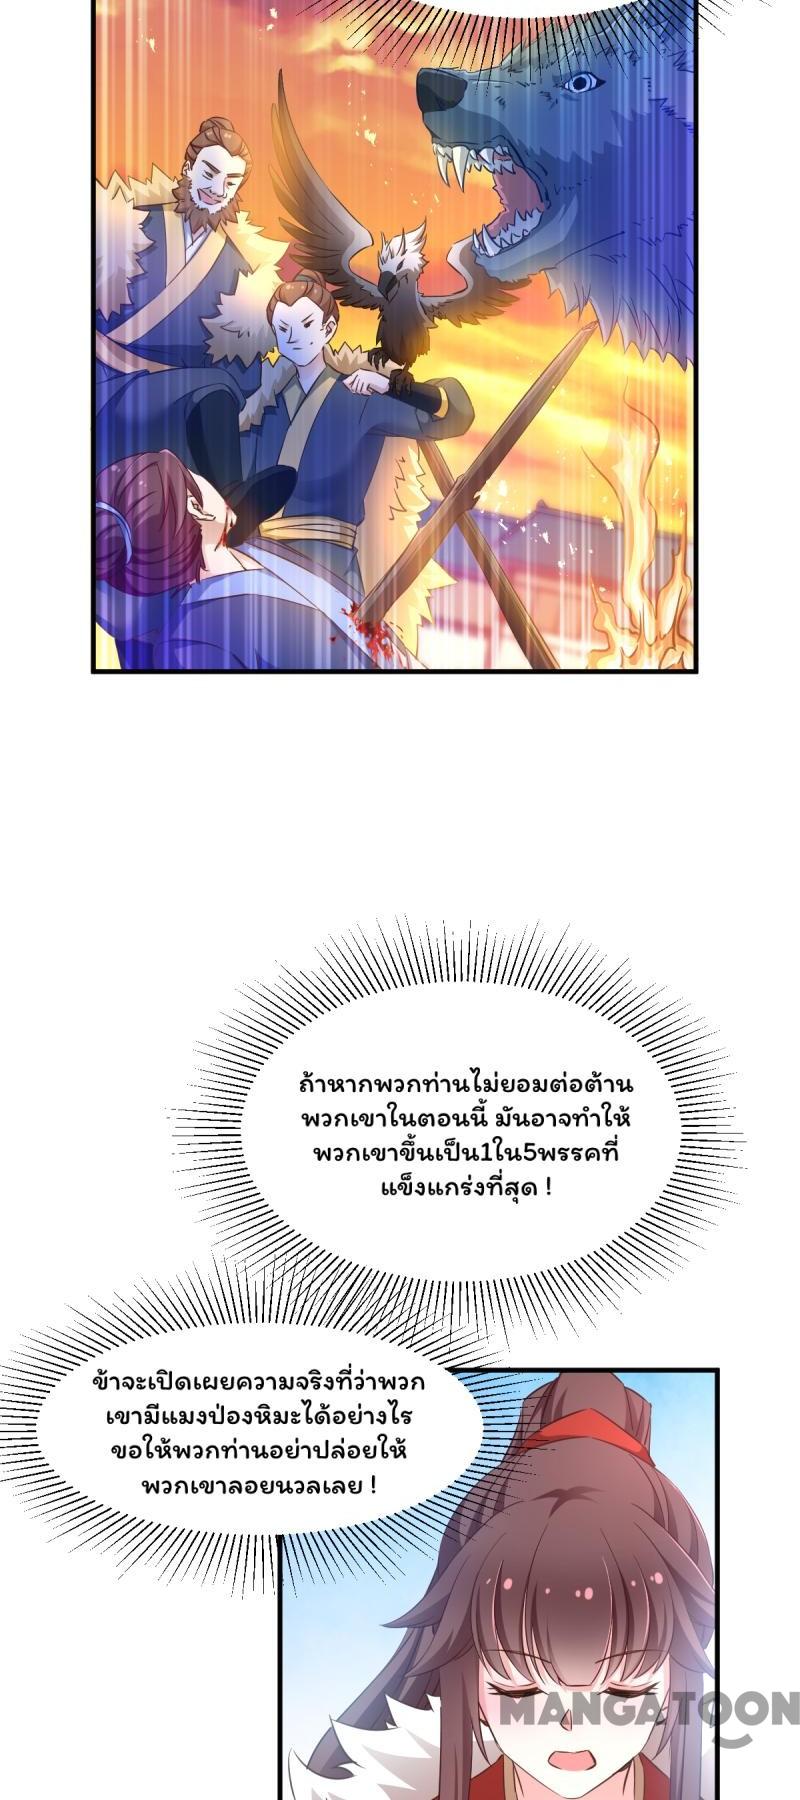 ถ้าหากพวกท่านไม่ยอมต่อต้าน
พวกเขาในตอนนี้ มันอาจทำให้
พวกเขาขึ้นเป็น1ใน5พรรคที่
แข็งแกร่งที่สุด !
ข้าจะเปิดเผยความจริงที่ว่าพวก
เขามีแมงป่องหิมะได้อย่างไร
ขอให้พวกท่านอย่าปล่อยให้
พวกเขาลอยนวลเลย !
MANGATOON